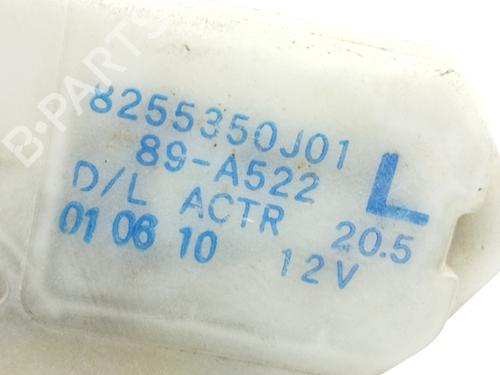 B-PARTS
8255350J01
89-A522 L
D/L ACTR 20.5
01 06 10 12V